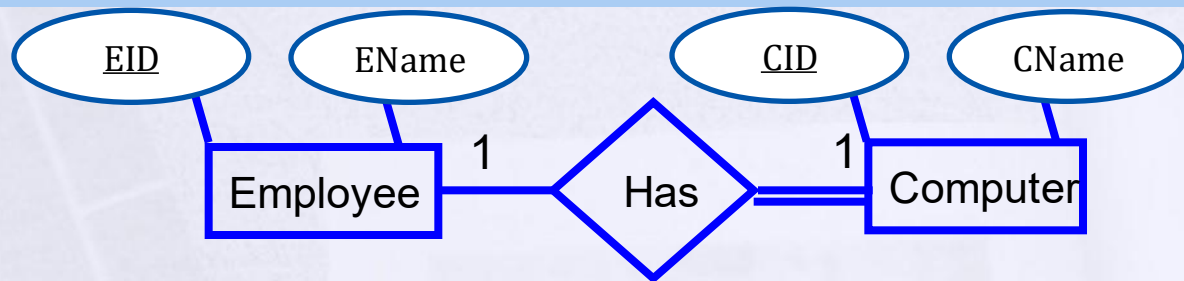 EID EName CID CName
1 1
Employee Has Computer